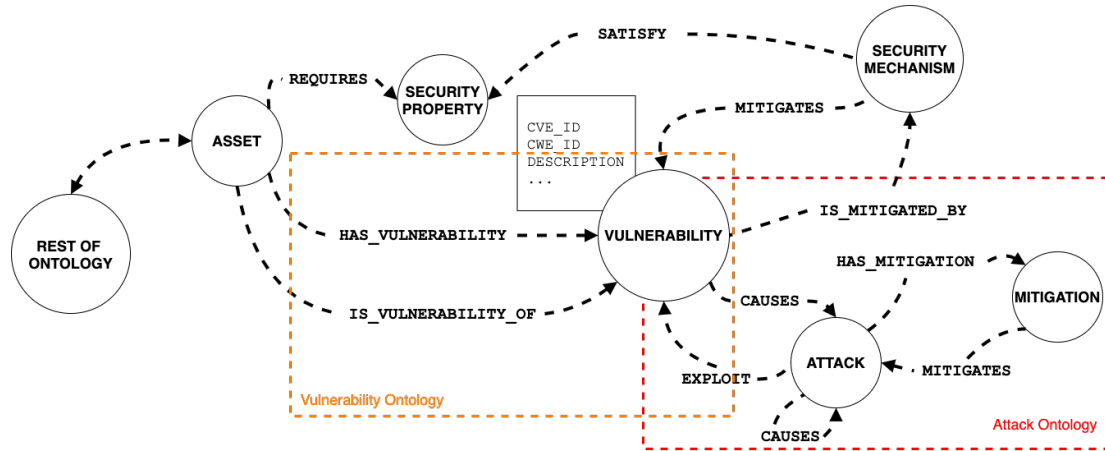 SATISFY
SECURITY
MECHANISM
REQUIRES
SECURITY
PROPERTY
MITIGATES
ASSET
CVE_ID
CWE_ID
DESCRIPTION
...
REST OF
ONTOLOGY
HAS_VULNERABILITY
VULNERABILITY
IS_MITIGATED_BY
HAS_MITIGATION
IS_VULNERABILITY_OF
CAUSES
MITIGATION
ATTACK
EXPLOIT
MITIGATES
Vulnerability Ontology
CAUSES
Attack Ontology